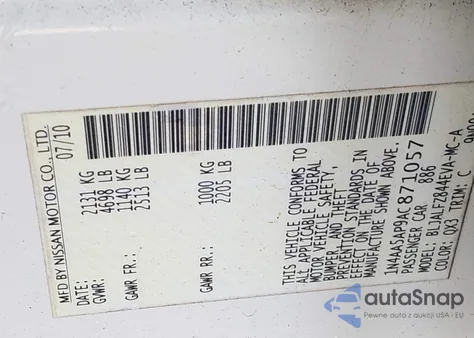 MFD BY NISSAN MOTOR CO., LTD.
07/10
GVWR: 2131 KG
4698 LB
GAWR FR: 1140 KG
2513 LB
GAWR RR: 1000 KG
2205 LB
THIS VEHICLE CONFORMS TO
ALL APPLICABLE FEDERAL
MOTOR VEHICLE SAFETY,
BUMPER, AND THEFT
PREVENTION STANDARDS IN
EFFECT ON THE DATE OF
MANUFACTURE SHOWN ABOVE.
1N4AA5AP9AC871057
PASSENGER CAR 886
MODEL: BLJALFZ844EVA-MC-A
COLOR: QX3 TRIM: C
autaSnap
Pewne auta z aukcji USA i EU